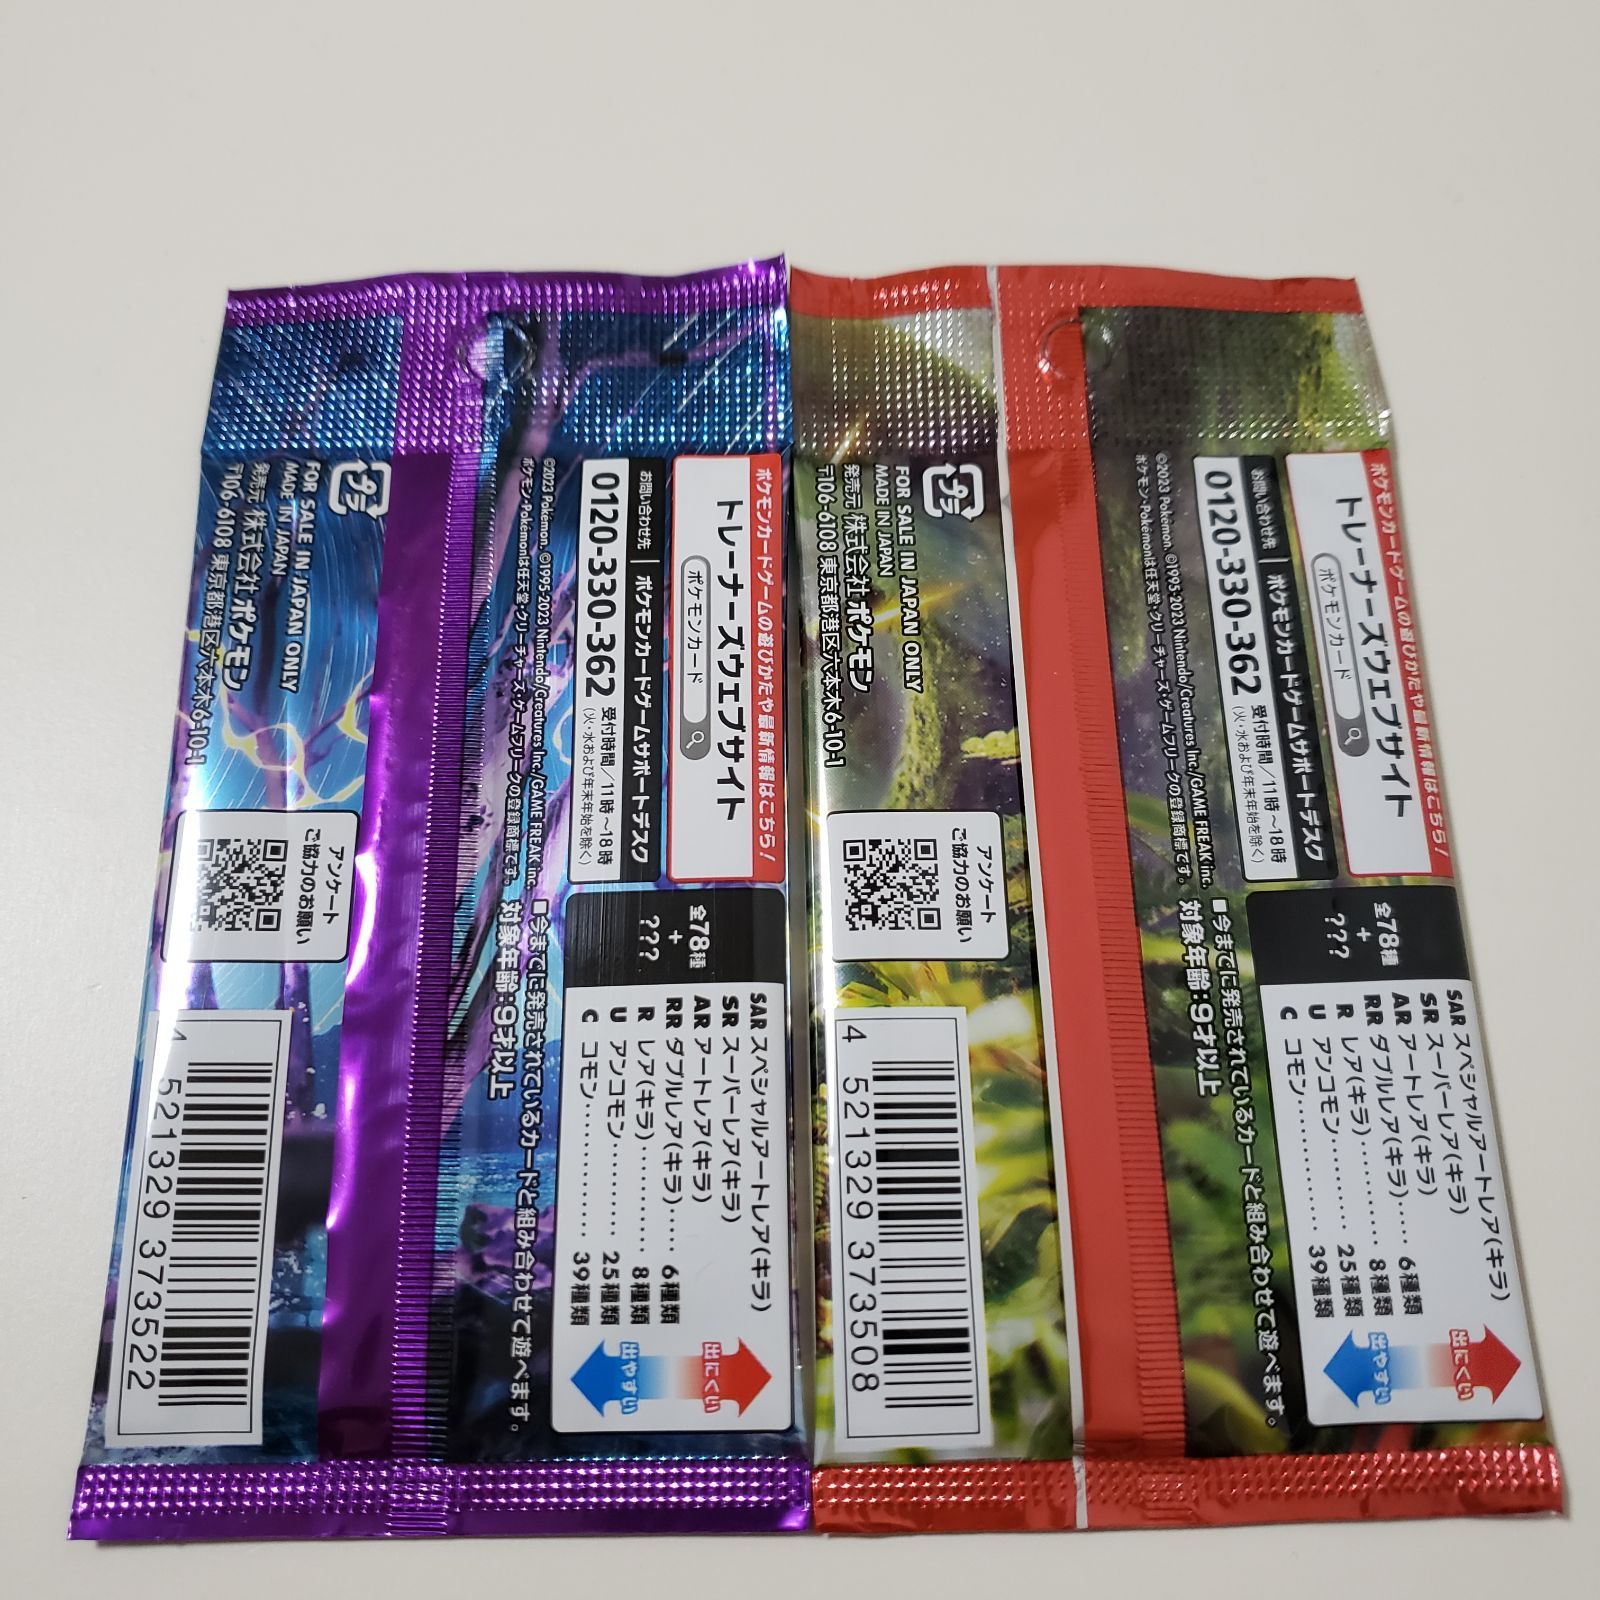 ポケモンカードゲームの遊びかたや最新情報はこちら!
トレーナーズウェブサイト
ポケモンカード
お問い合わせ先 ポケモンカードゲームサポートデスク
0120-330-362 受付時間/11時~18時
(火・水および年末年始を除く)
©2023 Pokémon. ©1995-2023 Nintendo/Creatures Inc./GAME FREAK inc.
ポケモン・Pokémonは任天堂・クリーチャーズ・ゲームフリークの登録商標です。
プラ
FOR SALE IN JAPAN ONLY
MADE IN JAPAN
発売元 株式会社ポケモン
〒106-6108 東京都港区六本木6-10-1
全78種
+
???
SAR スペシャルアートレア(キラ)
SR スーパーレア(キラ)
AR アートレア(キラ)
RR ダブルレア(キラ)‥‥‥ 6種類
R レア(キラ)‥‥‥‥‥ 8種類
U アンコモン‥‥‥‥‥ 25種類
C コモン‥‥‥‥‥‥‥ 39種類
出にくい
出やすい
■今までに発売されているカードと組み合わせて遊べます。
対象年齢:9才以上
アンケート
ご協力のお願い
4 521329 373522
ポケモンカードゲームの遊びかたや最新情報はこちら!
トレーナーズウェブサイト
ポケモンカード
お問い合わせ先 ポケモンカードゲームサポートデスク
0120-330-362 受付時間/11時~18時
(火・水および年末年始を除く)
©2023 Pokémon. ©1995-2023 Nintendo/Creatures Inc./GAME FREAK inc.
ポケモン・Pokémonは任天堂・クリーチャーズ・ゲームフリークの登録商標です。
プラ
FOR SALE IN JAPAN ONLY
MADE IN JAPAN
発売元 株式会社ポケモン
〒106-6108 東京都港区六本木6-10-1
全78種
+
???
SAR スペシャルアートレア(キラ)
SR スーパーレア(キラ)
AR アートレア(キラ)
RR ダブルレア(キラ)‥‥‥ 6種類
R レア(キラ)‥‥‥‥‥ 8種類
U アンコモン‥‥‥‥‥ 25種類
C コモン‥‥‥‥‥‥‥ 39種類
出にくい
出やすい
■今までに発売されているカードと組み合わせて遊べます。
対象年齢:9才以上
アンケート
ご協力のお願い
4 521329 373508